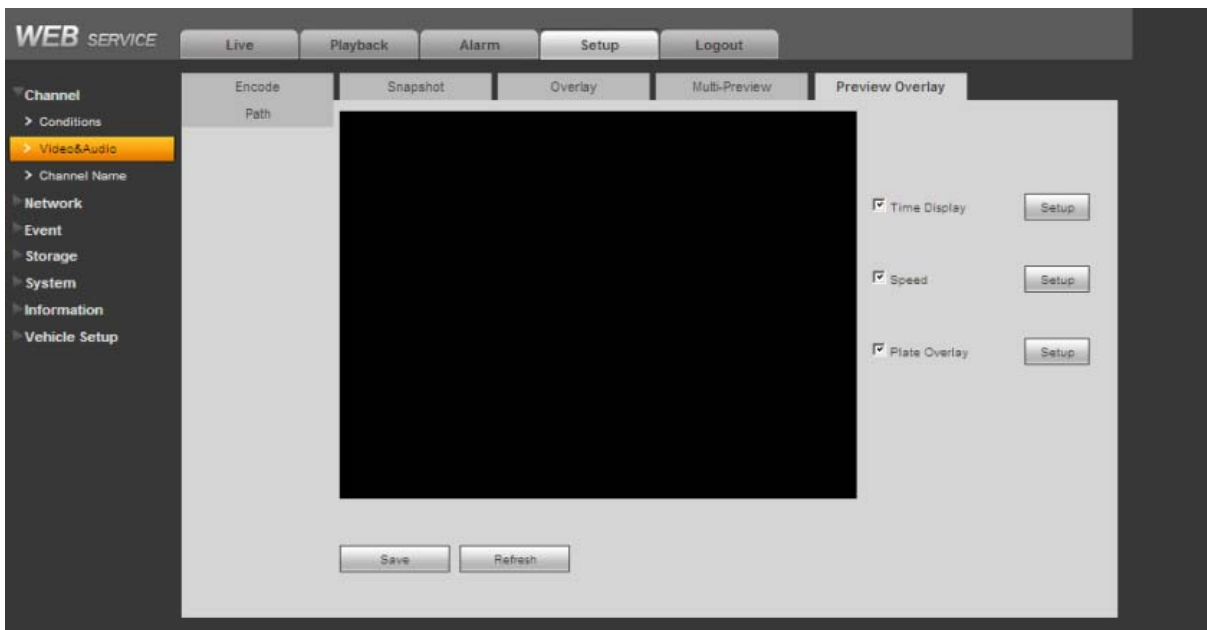 WEB SERVICE
Live Playback Alarm Setup Logout
Encode Snapshot Overlay Multi-Preview Preview Overlay
Path
Channel
> Conditions
> Video&Audio
> Channel Name
Network
Event
Storage
System
Information
Vehicle Setup
Time Display Setup
Speed Setup
Plate Overlay Setup
Save Refresh